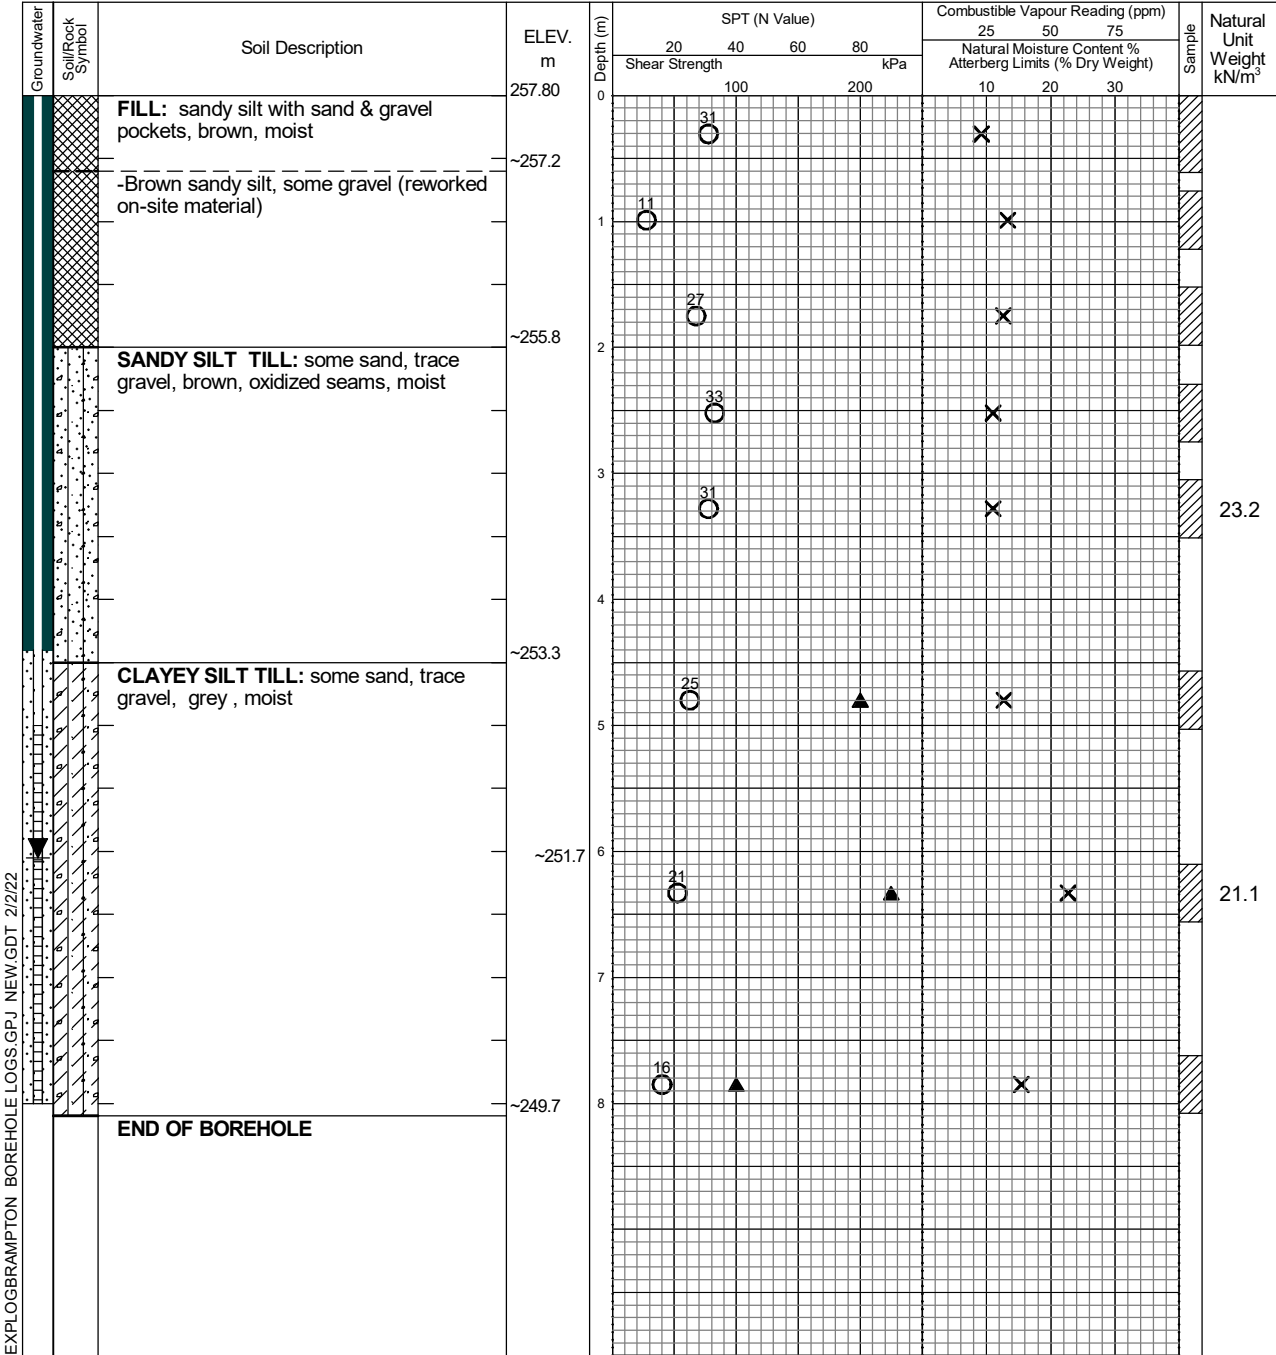 Groundwater
Soil/Rock
Symbol
Soil Description
ELEV.
m
Depth (m)
SPT (N Value)
20 40 60 80
Shear Strength kPa
100 200
Combustible Vapour Reading (ppm)
25 50 75
Natural Moisture Content %
Atterberg Limits (% Dry Weight)
10 20 30
Sample
Natural
Unit
Weight
kN/m³
257.80
0
FILL: sandy silt with sand & gravel
pockets, brown, moist
31
~257.2
-Brown sandy silt, some gravel (reworked
on-site material)
11
1
27
~255.8
2
SANDY SILT TILL: some sand, trace
gravel, brown, oxidized seams, moist
33
3
31
23.2
4
~253.3
CLAYEY SILT TILL: some sand, trace
gravel, grey , moist
25
5
6
~251.7
21
21.1
7
16
8
~249.7
END OF BOREHOLE
EXPLOGBRAMPTON BOREHOLE LOGS.GPJ NEW.GDT 2/2/22